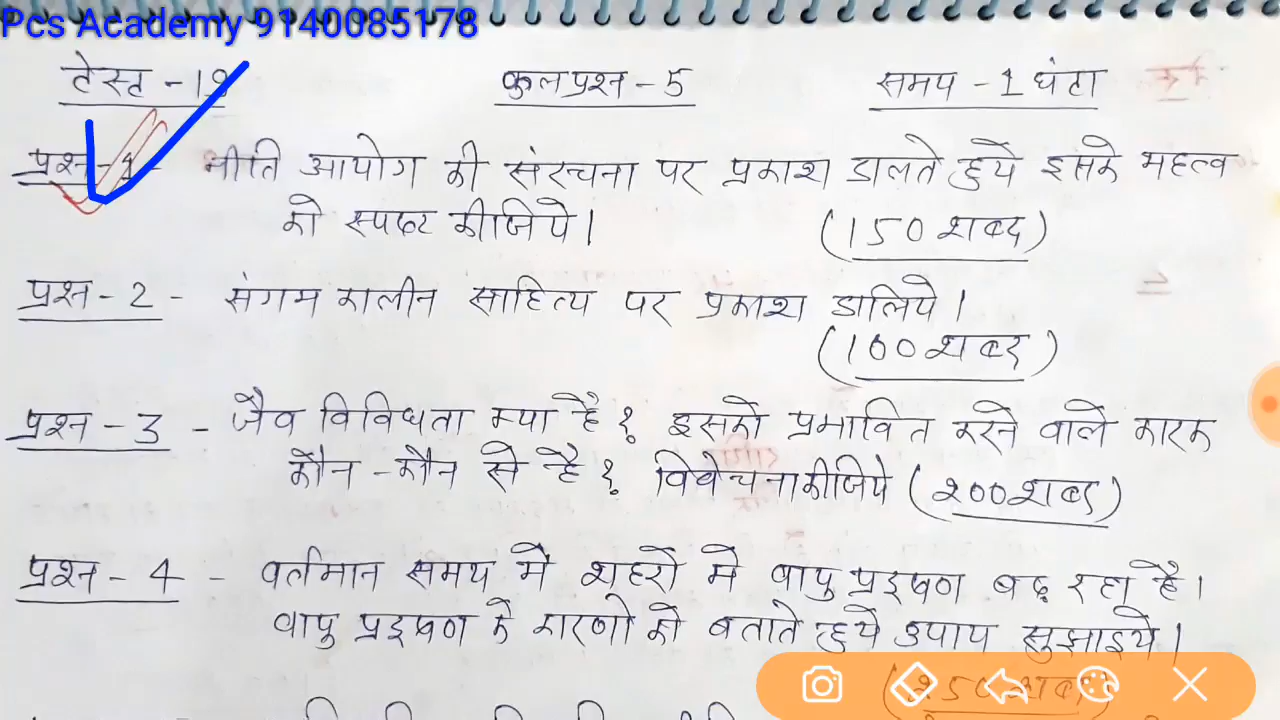 Pcs Academy 9140085178
टेस्ट - 19 कुल प्रश्न - 5 समय - 1 घंटा
प्रश्न - 1 - नीति आयोग की संरचना पर प्रकाश डालते हुये इसके महत्व
को स्पष्ट कीजिये। (150 शब्द)
प्रश्न - 2 - संगम कालीन साहित्य पर प्रकाश डालिये।
(100 शब्द)
प्रश्न - 3 - जैव विविधता क्या है? इसको प्रभावित करने वाले कारक
कौन - कौन से है? विवेचना कीजिये (200 शब्द)
प्रश्न - 4 - वर्तमान समय में शहरों में वायु प्रदूषण बढ़ रहा है।
वायु प्रदूषण के कारणों को बताते हुये उपाय सुझाइये।
(250 शब्द)